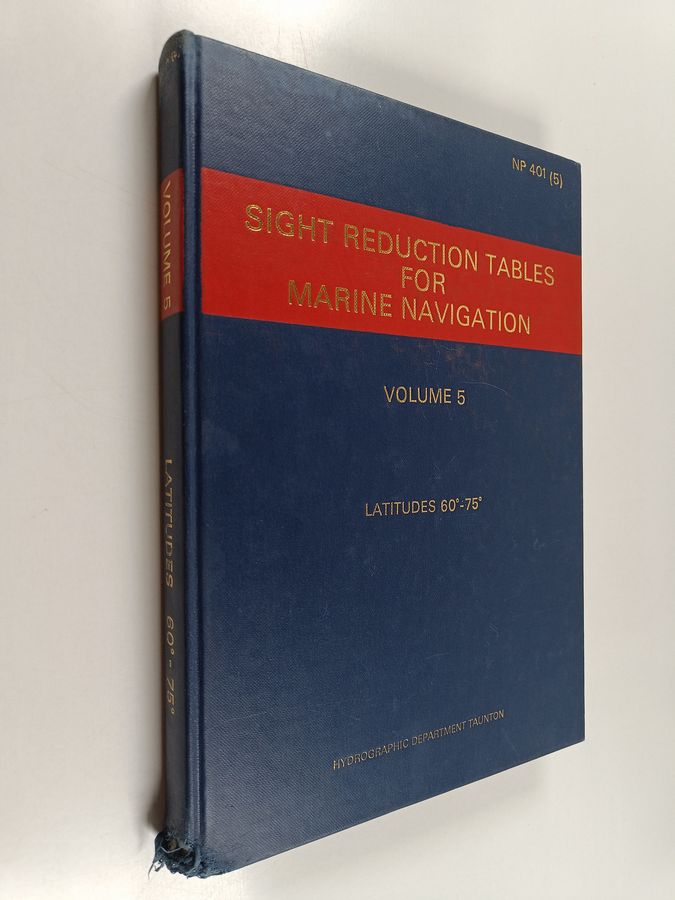 NP 401 (5)
SIGHT REDUCTION TABLES
FOR
MARINE NAVIGATION
VOLUME 5
LATITUDES 60°-75°
HYDROGRAPHIC DEPARTMENT TAUNTON
VOLUME 5
LATITUDES 60°-75°